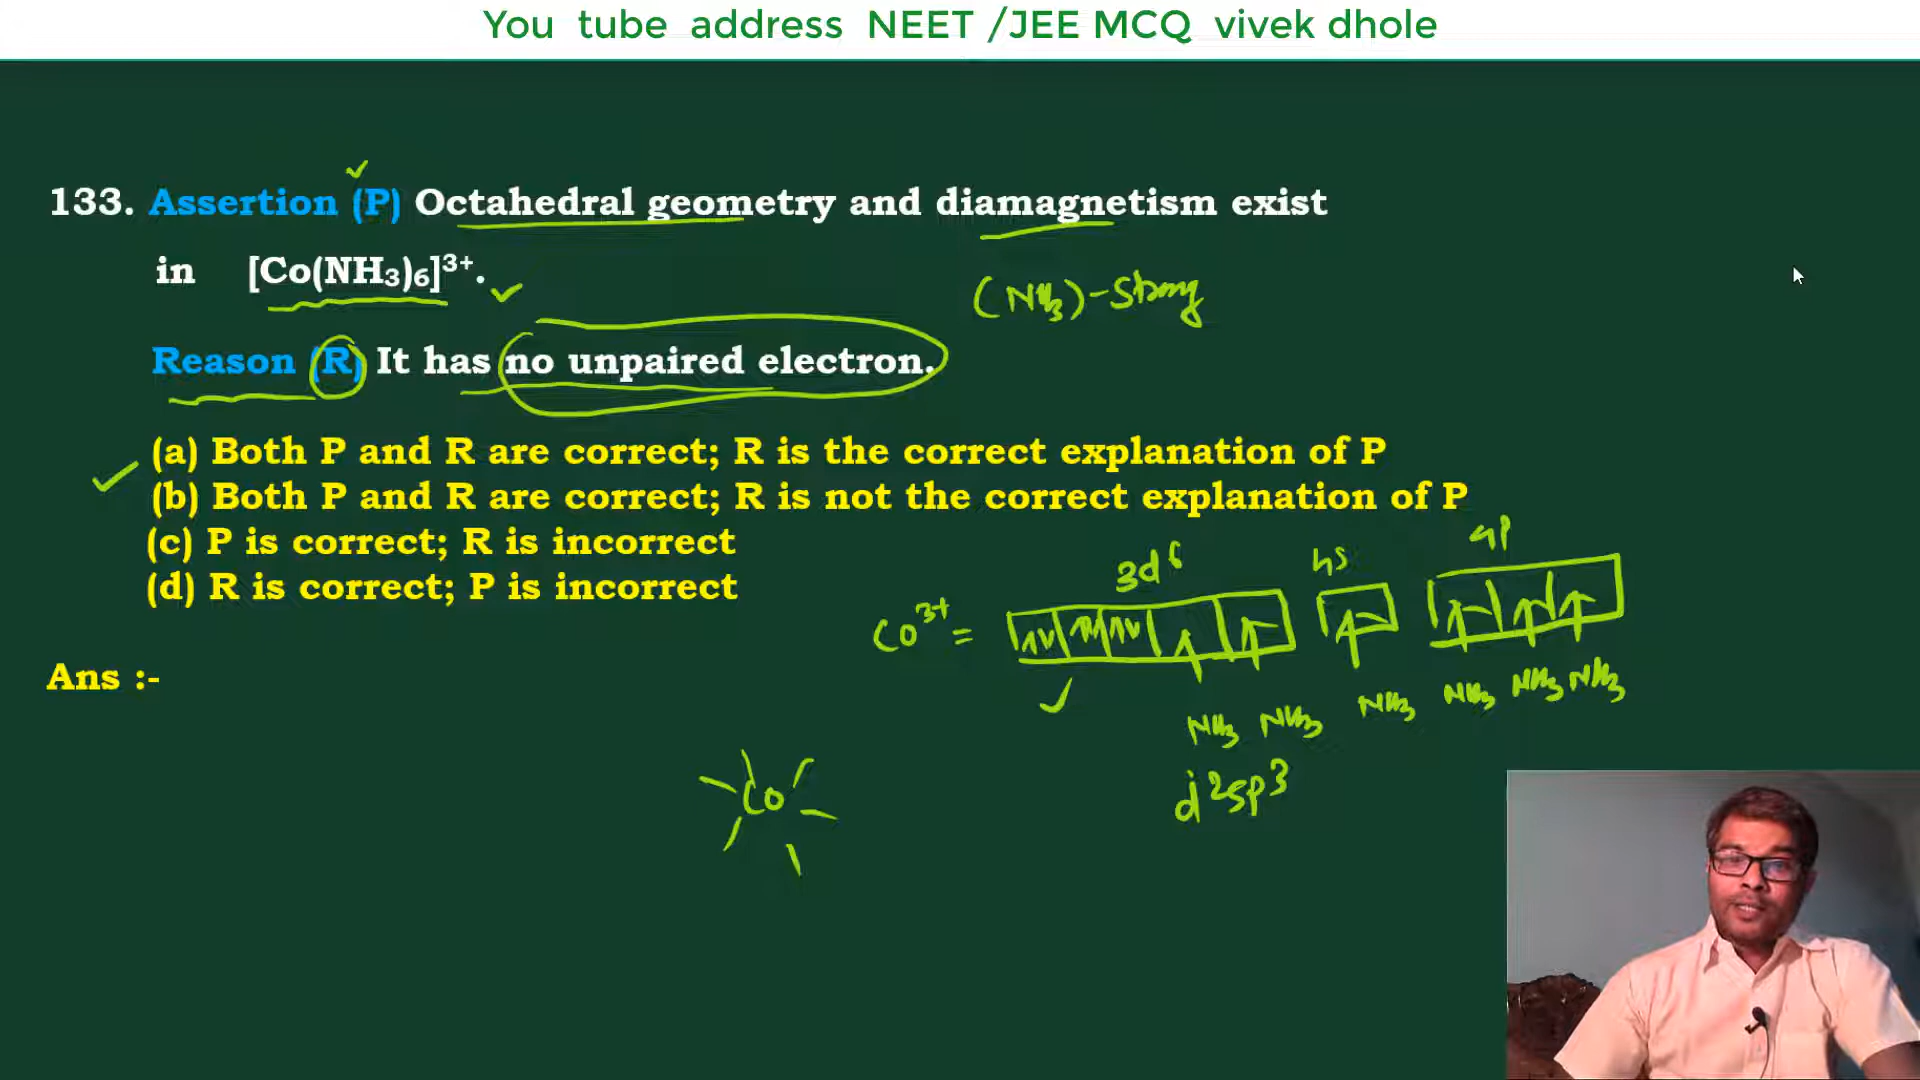 You tube address NEET /JEE MCQ vivek dhole
133. Assertion (P) Octahedral geometry and diamagnetism exist
in [Co(NH₃)₆]³⁺.
(NH₃)-Strong
Reason (R) It has no unpaired electron.
(a) Both P and R are correct; R is the correct explanation of P
(b) Both P and R are correct; R is not the correct explanation of P
(c) P is correct; R is incorrect
(d) R is correct; P is incorrect
3d⁶ 4s 4p
Co³⁺ =
Ans :-
NH₃ NH₃ NH₃ NH₃ NH₃ NH₃
d²sp³
Co